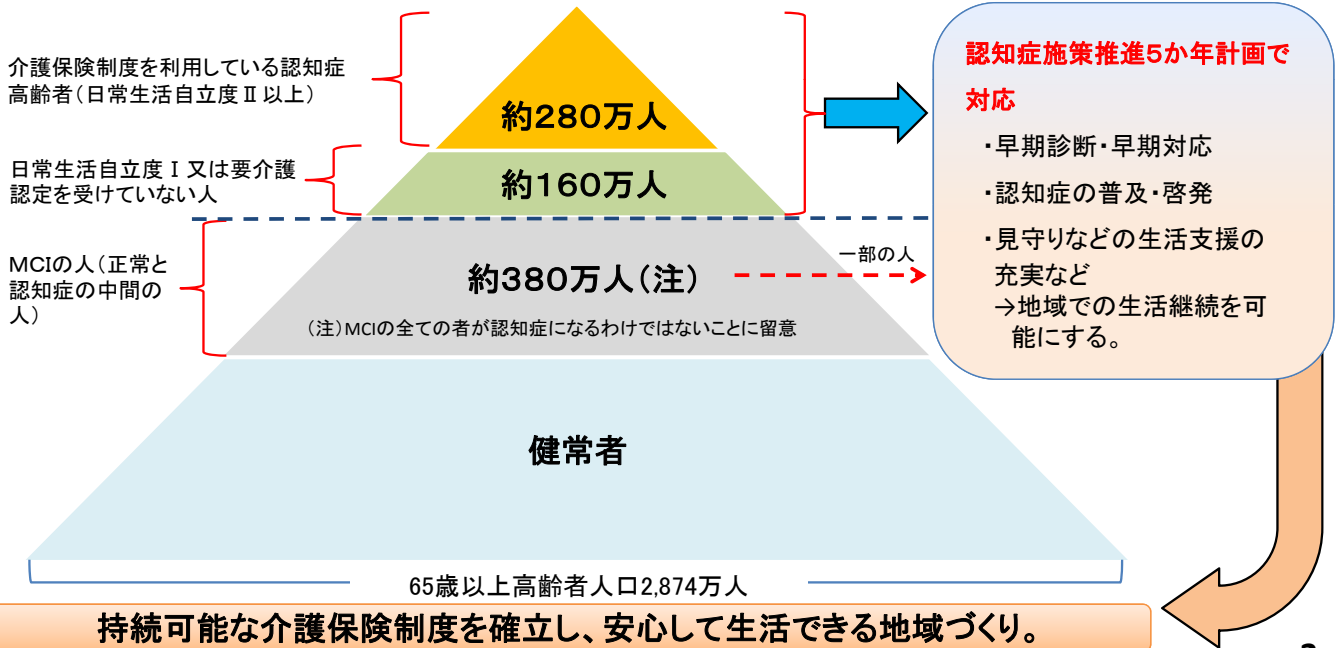 介護保険制度を利用している認知症
高齢者(日常生活自立度Ⅱ以上)
約280万人
日常生活自立度Ⅰ又は要介護
認定を受けていない人
約160万人
MCIの人(正常と
認知症の中間の
人)
約380万人(注)
(注)MCIの全ての者が認知症になるわけではないことに留意
一部の人
健常者
65歳以上高齢者人口2,874万人
認知症施策推進5か年計画で
対応
・早期診断・早期対応
・認知症の普及・啓発
・見守りなどの生活支援の
充実など
→地域での生活継続を可
能にする。
持続可能な介護保険制度を確立し、安心して生活できる地域づくり。